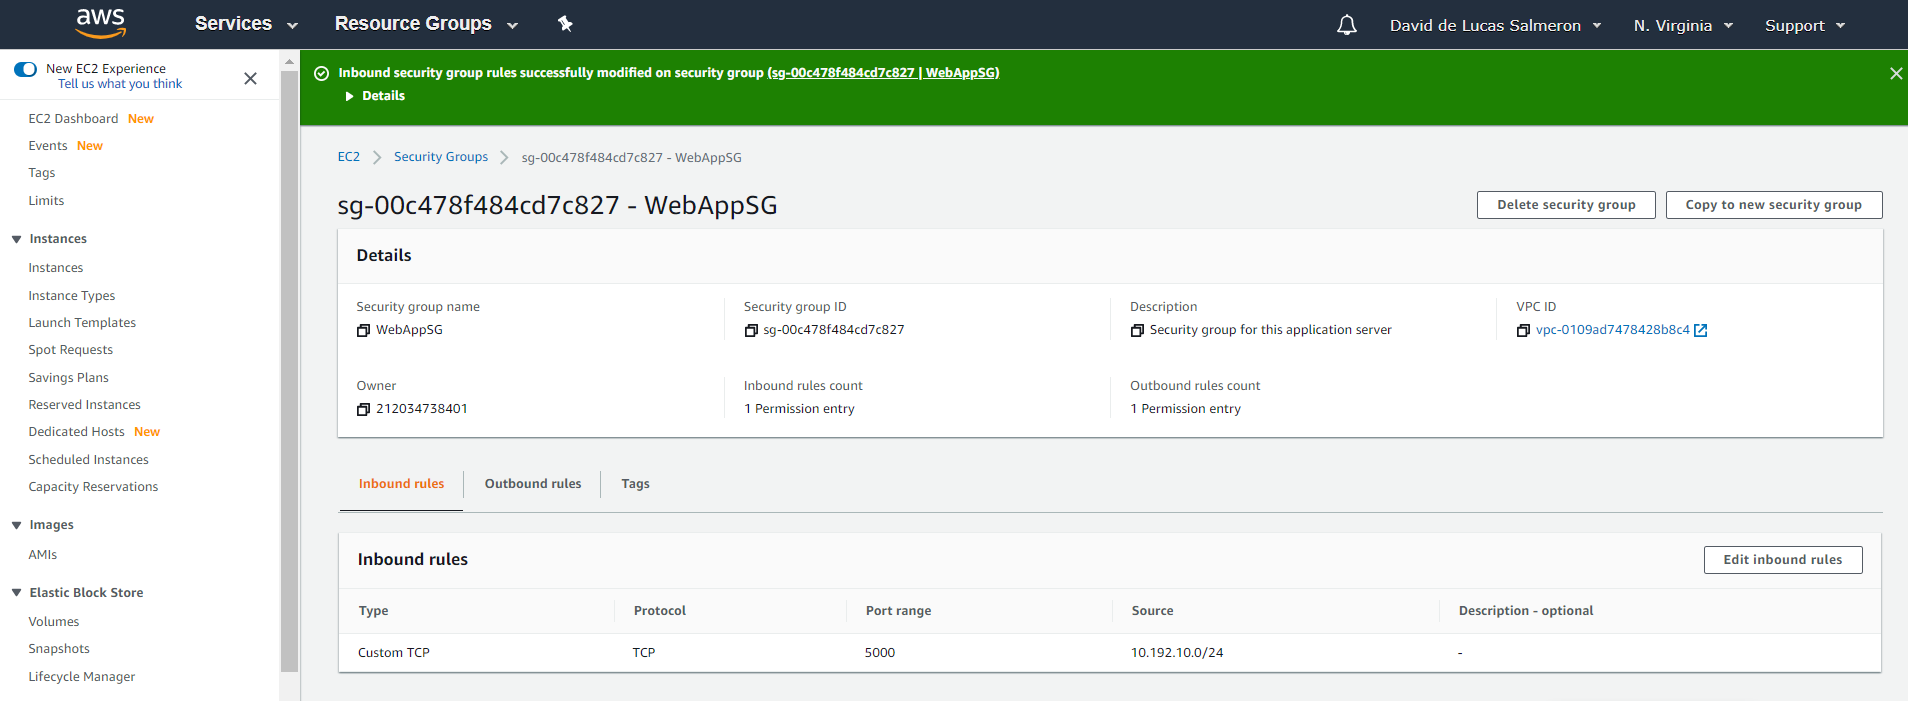 aws Services Resource Groups David de Lucas Salmeron N. Virginia Support
New EC2 Experience
Tell us what you think
EC2 Dashboard New
Events New
Tags
Limits
Instances
Instances
Instance Types
Launch Templates
Spot Requests
Savings Plans
Reserved Instances
Dedicated Hosts New
Scheduled Instances
Capacity Reservations
Images
AMIs
Elastic Block Store
Volumes
Snapshots
Lifecycle Manager
Inbound security group rules successfully modified on security group (sg-00c478f484cd7c827 | WebAppSG)
Details
EC2 Security Groups sg-00c478f484cd7c827 - WebAppSG
sg-00c478f484cd7c827 - WebAppSG
Delete security group Copy to new security group
Details
Security group name Security group ID Description VPC ID
WebAppSG sg-00c478f484cd7c827 Security group for this application server vpc-0109ad7478428b8c4
Owner Inbound rules count Outbound rules count
212034738401 1 Permission entry 1 Permission entry
Inbound rules Outbound rules Tags
Inbound rules Edit inbound rules
Type Protocol Port range Source Description - optional
Custom TCP TCP 5000 10.192.10.0/24 -